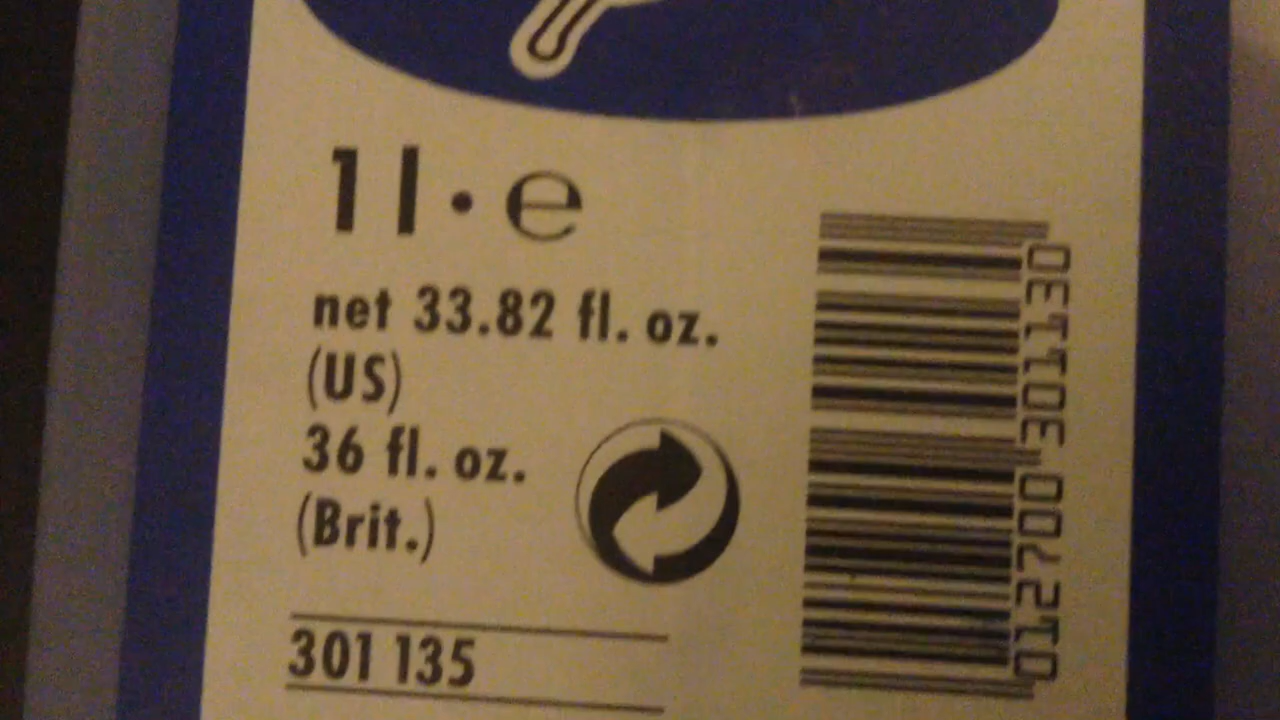 1 l · e
net 33.82 fl. oz.
(US)
36 fl. oz.
(Brit.)
301 135
012700 301130